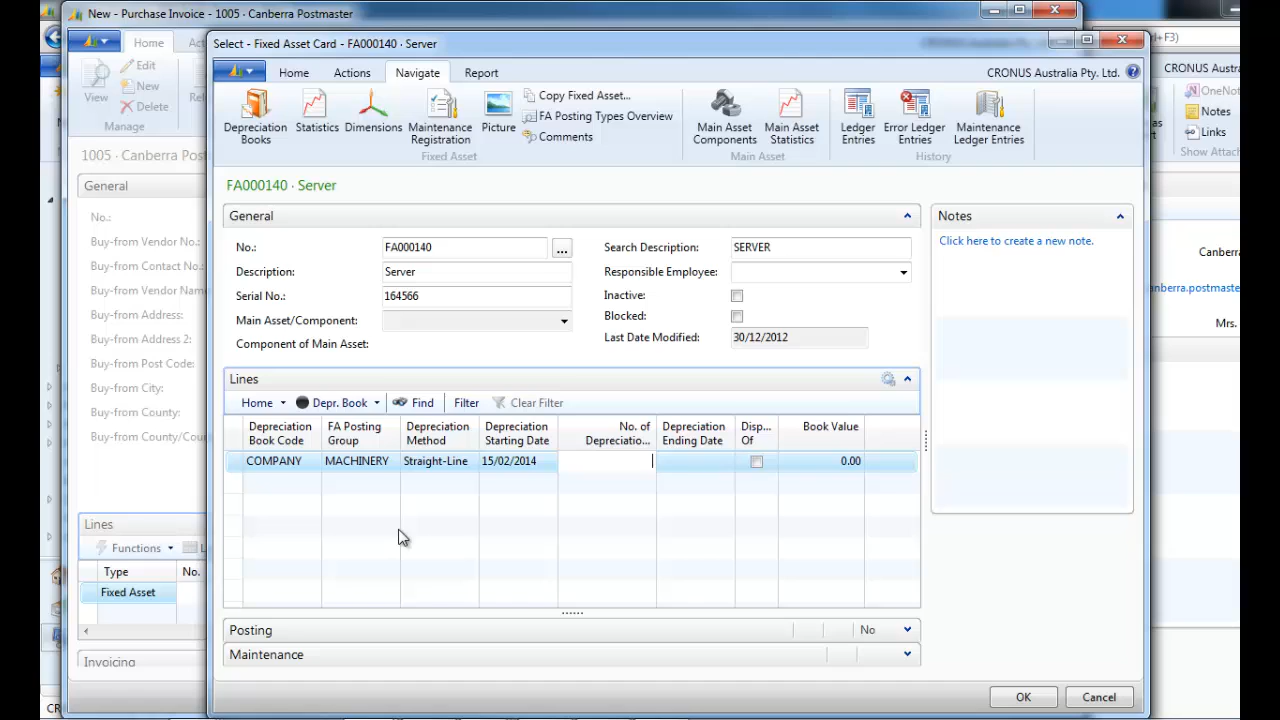 New - Purchase Invoice - 1005 · Canberra Postmaster
Select - Fixed Asset Card - FA000140 · Server
Home
View
Edit
New
Delete
Manage
1005 · Canberra Post
General
No.:
Buy-from Vendor No.:
Buy-from Contact No.:
Buy-from Vendor Name
Buy-from Address:
Buy-from Address 2:
Buy-from Post Code:
Buy-from City:
Buy-from County:
Buy-from County/Cou
Lines
Functions
Type
No.
Fixed Asset
Invoicing
Home
Actions
Navigate
Report
CRONUS Australia Pty. Ltd.
Depreciation Books
Statistics
Dimensions
Maintenance Registration
Picture
Copy Fixed Asset...
FA Posting Types Overview
Comments
Fixed Asset
Main Asset Components
Main Asset Statistics
Main Asset
Ledger Entries
Error Ledger Entries
Maintenance Ledger Entries
History
FA000140 · Server
General
No.: FA000140 ...
Description: Server
Serial No.: 164566
Main Asset/Component:
Component of Main Asset:
Search Description: SERVER
Responsible Employee:
Inactive:
Blocked:
Last Date Modified: 30/12/2012
Lines
Home Depr. Book Find Filter Clear Filter
Depreciation Book Code
FA Posting Group
Depreciation Method
Depreciation Starting Date
No. of Depreciatio...
Depreciation Ending Date
Disp... Of
Book Value
COMPANY MACHINERY Straight-Line 15/02/2014 0.00
Posting No
Maintenance
Notes
Click here to create a new note.
OK
Cancel
l+F3)
CRONUS Austra
OneNot
Notes
Links
Show Attach
Canberra
anberra.postmaste
Mrs.